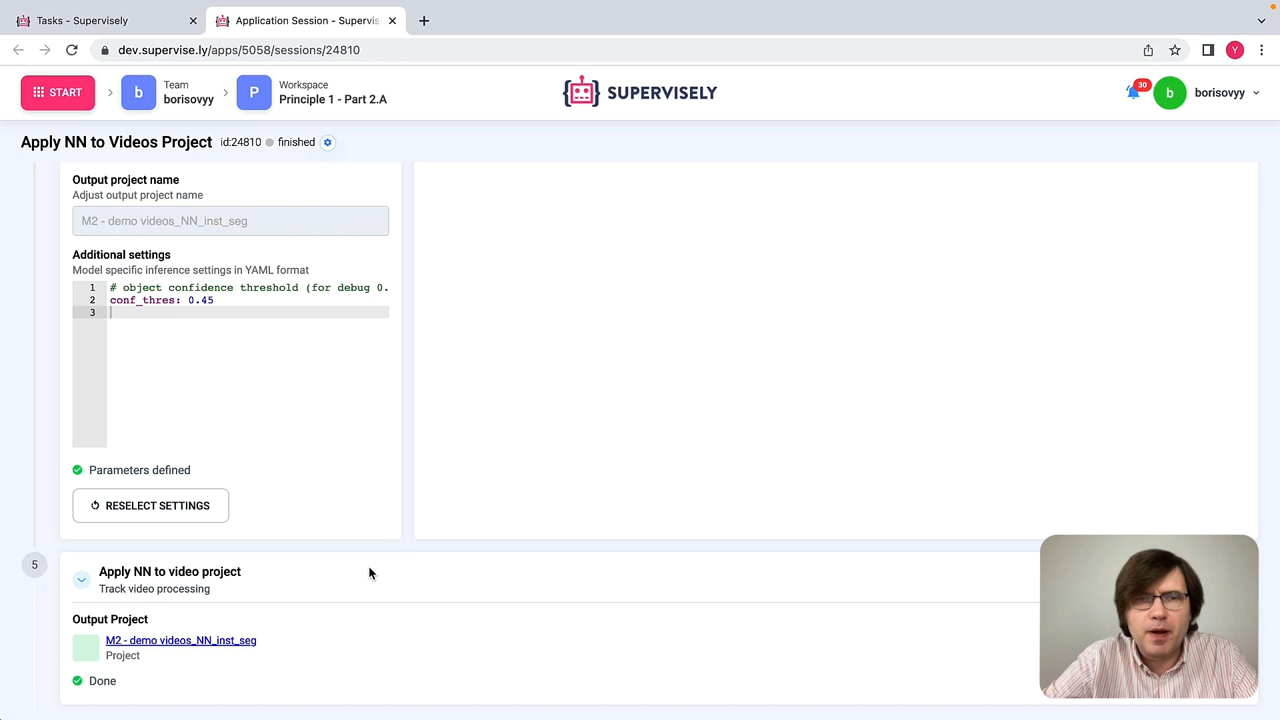 Tasks - Supervisely
Application Session - Supervis
dev.supervise.ly/apps/5058/sessions/24810
Y
START
b
Team
borisovyy
P
Workspace
Principle 1 - Part 2.A
SUPERVISELY
30
b
borisovyy
Apply NN to Videos Project
id:24810
finished
Output project name
Adjust output project name
M2 - demo videos_NN_inst_seg
Additional settings
Model specific inference settings in YAML format
1 # object confidence threshold (for debug 0.
2 conf_thres: 0.45
3
Parameters defined
RESELECT SETTINGS
5
Apply NN to video project
Track video processing
Output Project
M2 - demo videos_NN_inst_seg
Project
Done